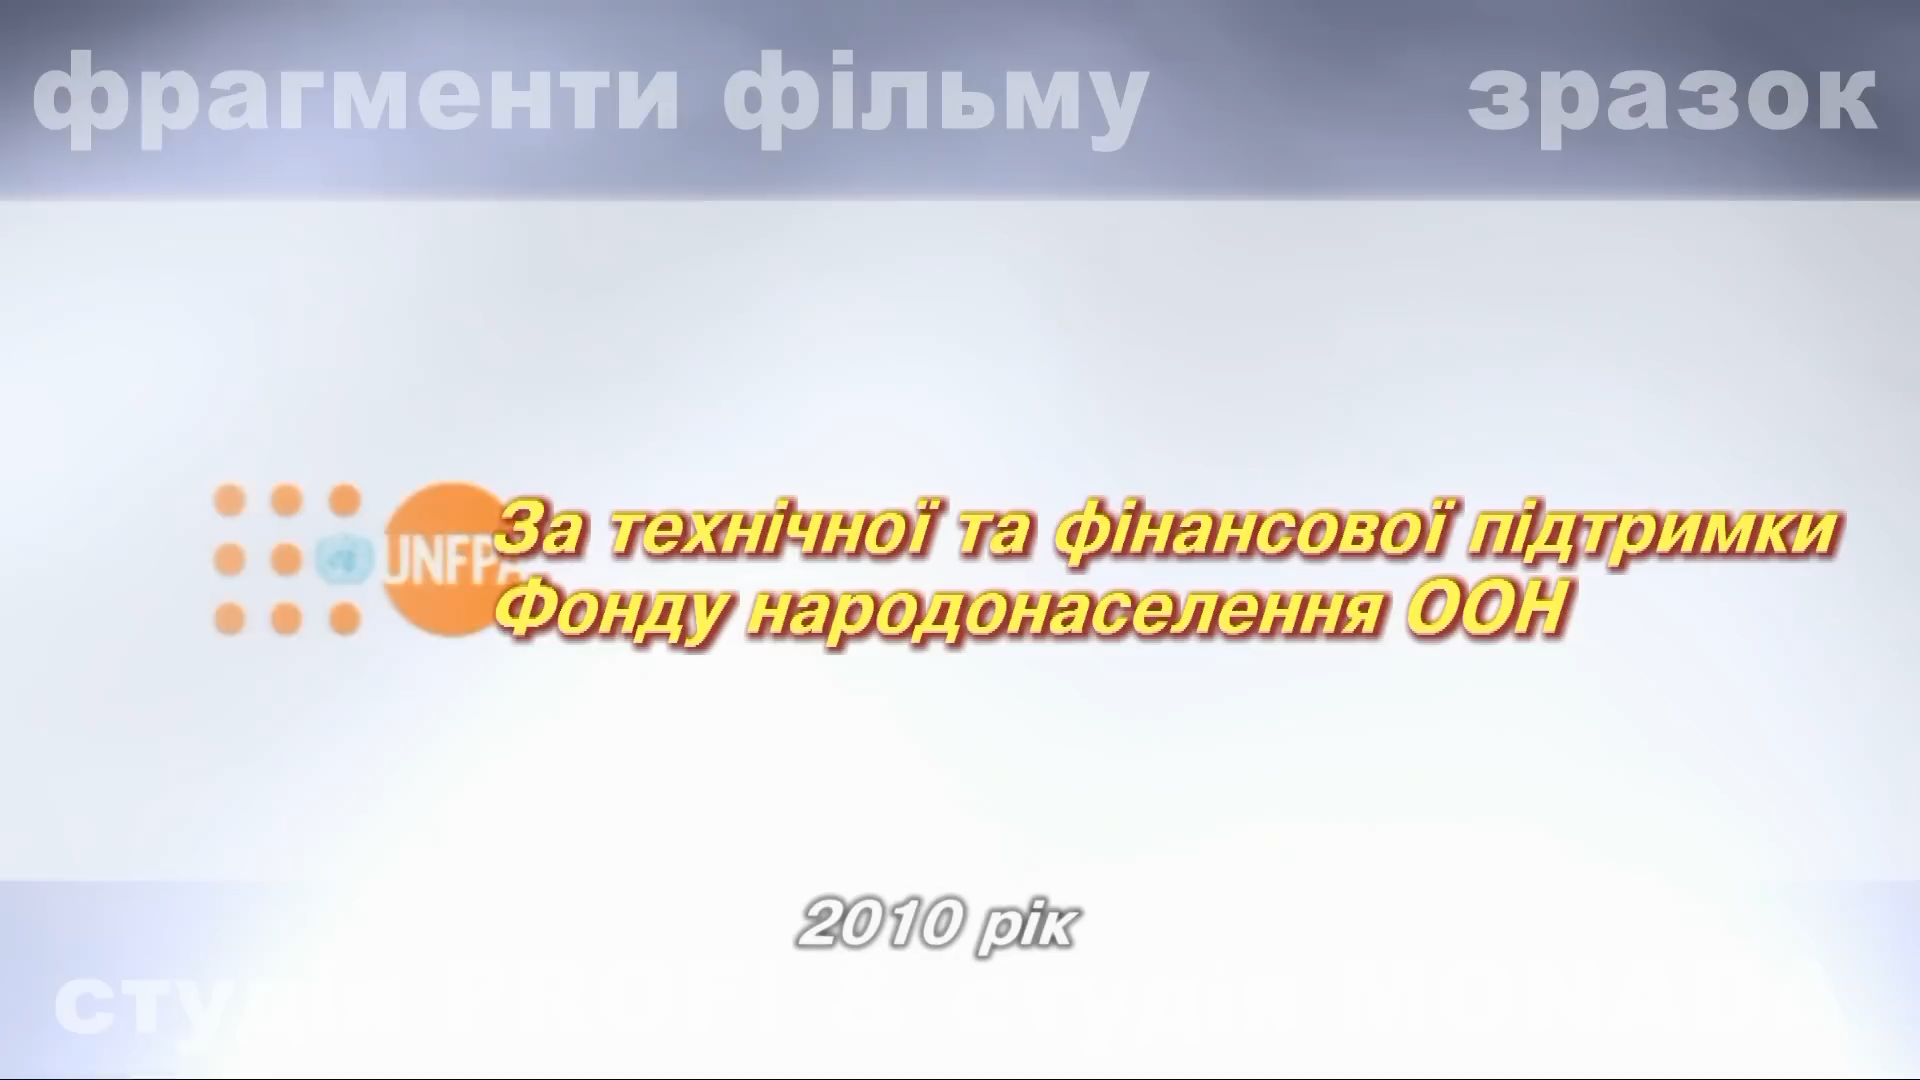 фрагменти фільму зразок
UNFPA
За технічної та фінансової підтримки
Фонду народонаселення ООН
2010 рік